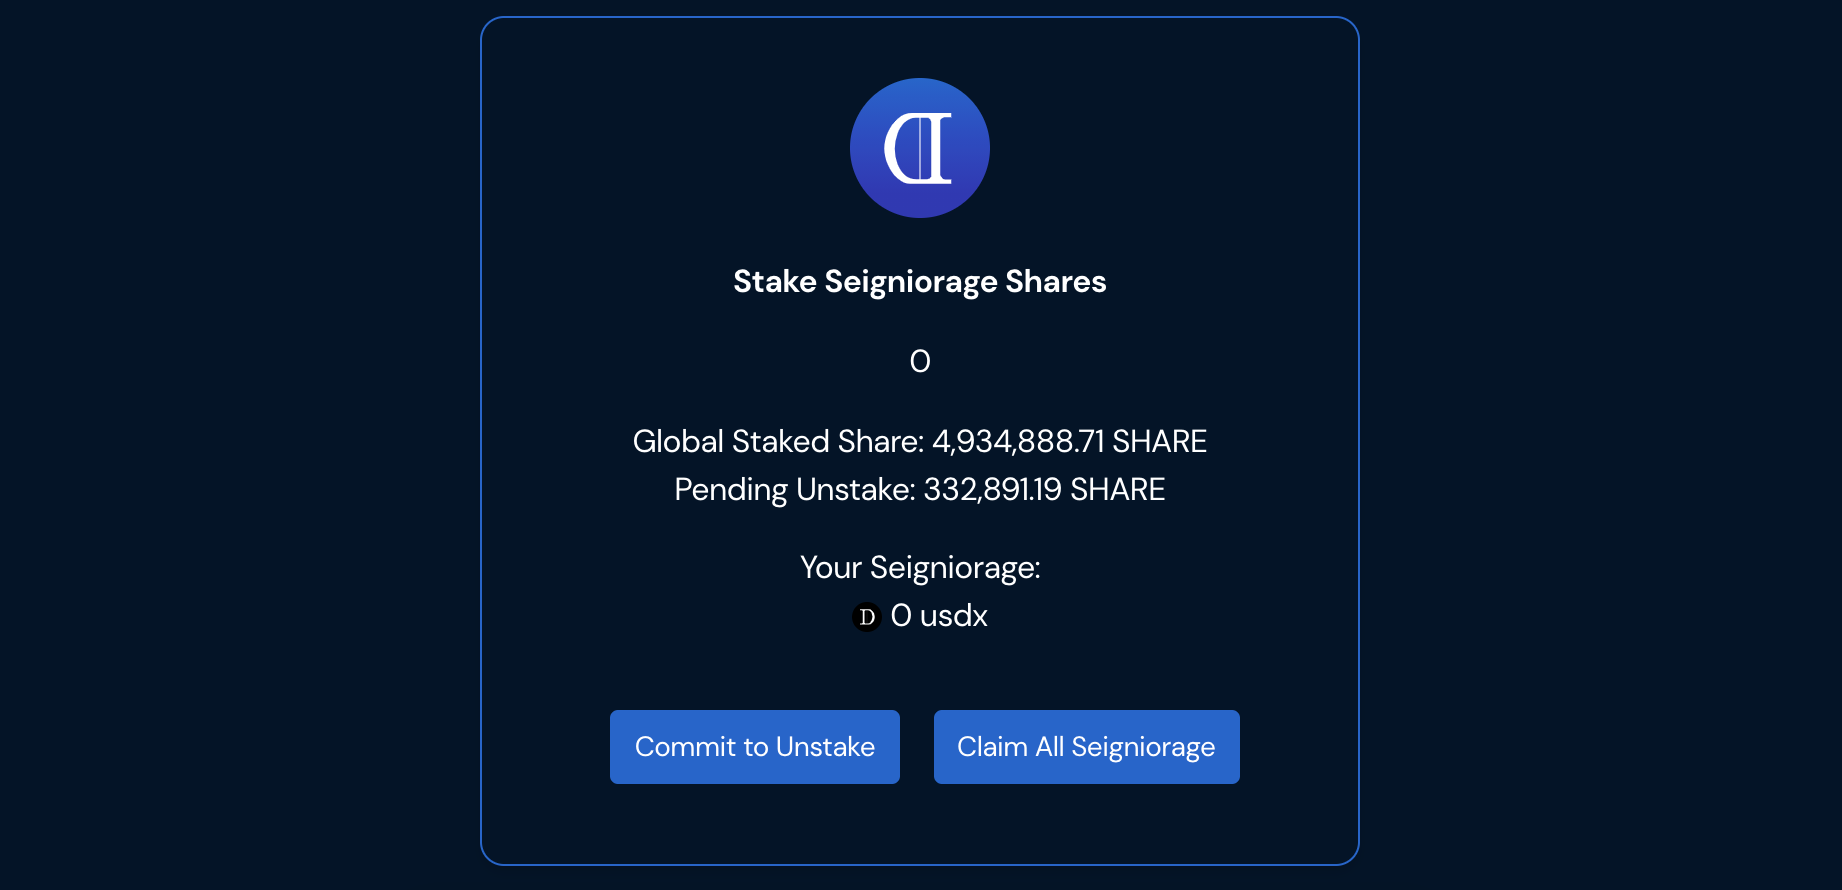 Stake Seigniorage Shares
0
Global Staked Share: 4,934,888.71 SHARE
Pending Unstake: 332,891.19 SHARE
Your Seigniorage:
D 0 usdx
Commit to Unstake
Claim All Seigniorage